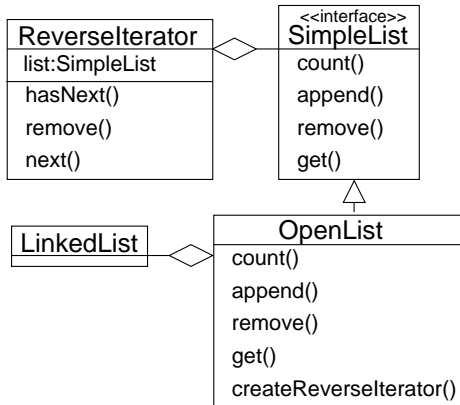 ReverseIterator
list:SimpleList
hasNext()
remove()
next()
<<interface>>
SimpleList
count()
append()
remove()
get()
LinkedList
OpenList
count()
append()
remove()
get()
createReverseIterator()